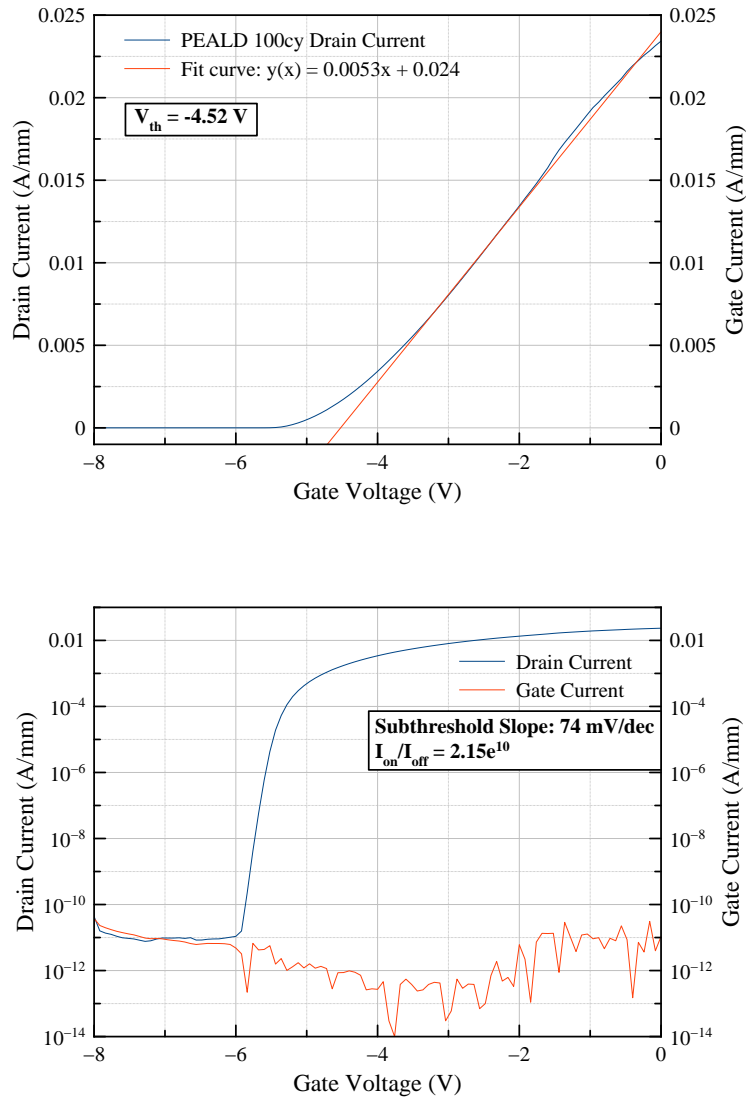 PEALD 100cy Drain Current
Fit curve: y(x) = 0.0053x + 0.024
V_th = -4.52 V
0.025
0.02
0.015
0.01
0.005
0
0.025
0.02
0.015
0.01
0.005
0
Drain Current (A/mm)
Gate Current (A/mm)
−8
−6
−4
−2
0
Gate Voltage (V)
Drain Current
Gate Current
Subthreshold Slope: 74 mV/dec
I_on/I_off = 2.15e^10
0.01
10^−4
10^−6
10^−8
10^−10
10^−12
10^−14
0.01
10^−4
10^−6
10^−8
10^−10
10^−12
10^−14
Drain Current (A/mm)
Gate Current (A/mm)
−8
−6
−4
−2
0
Gate Voltage (V)